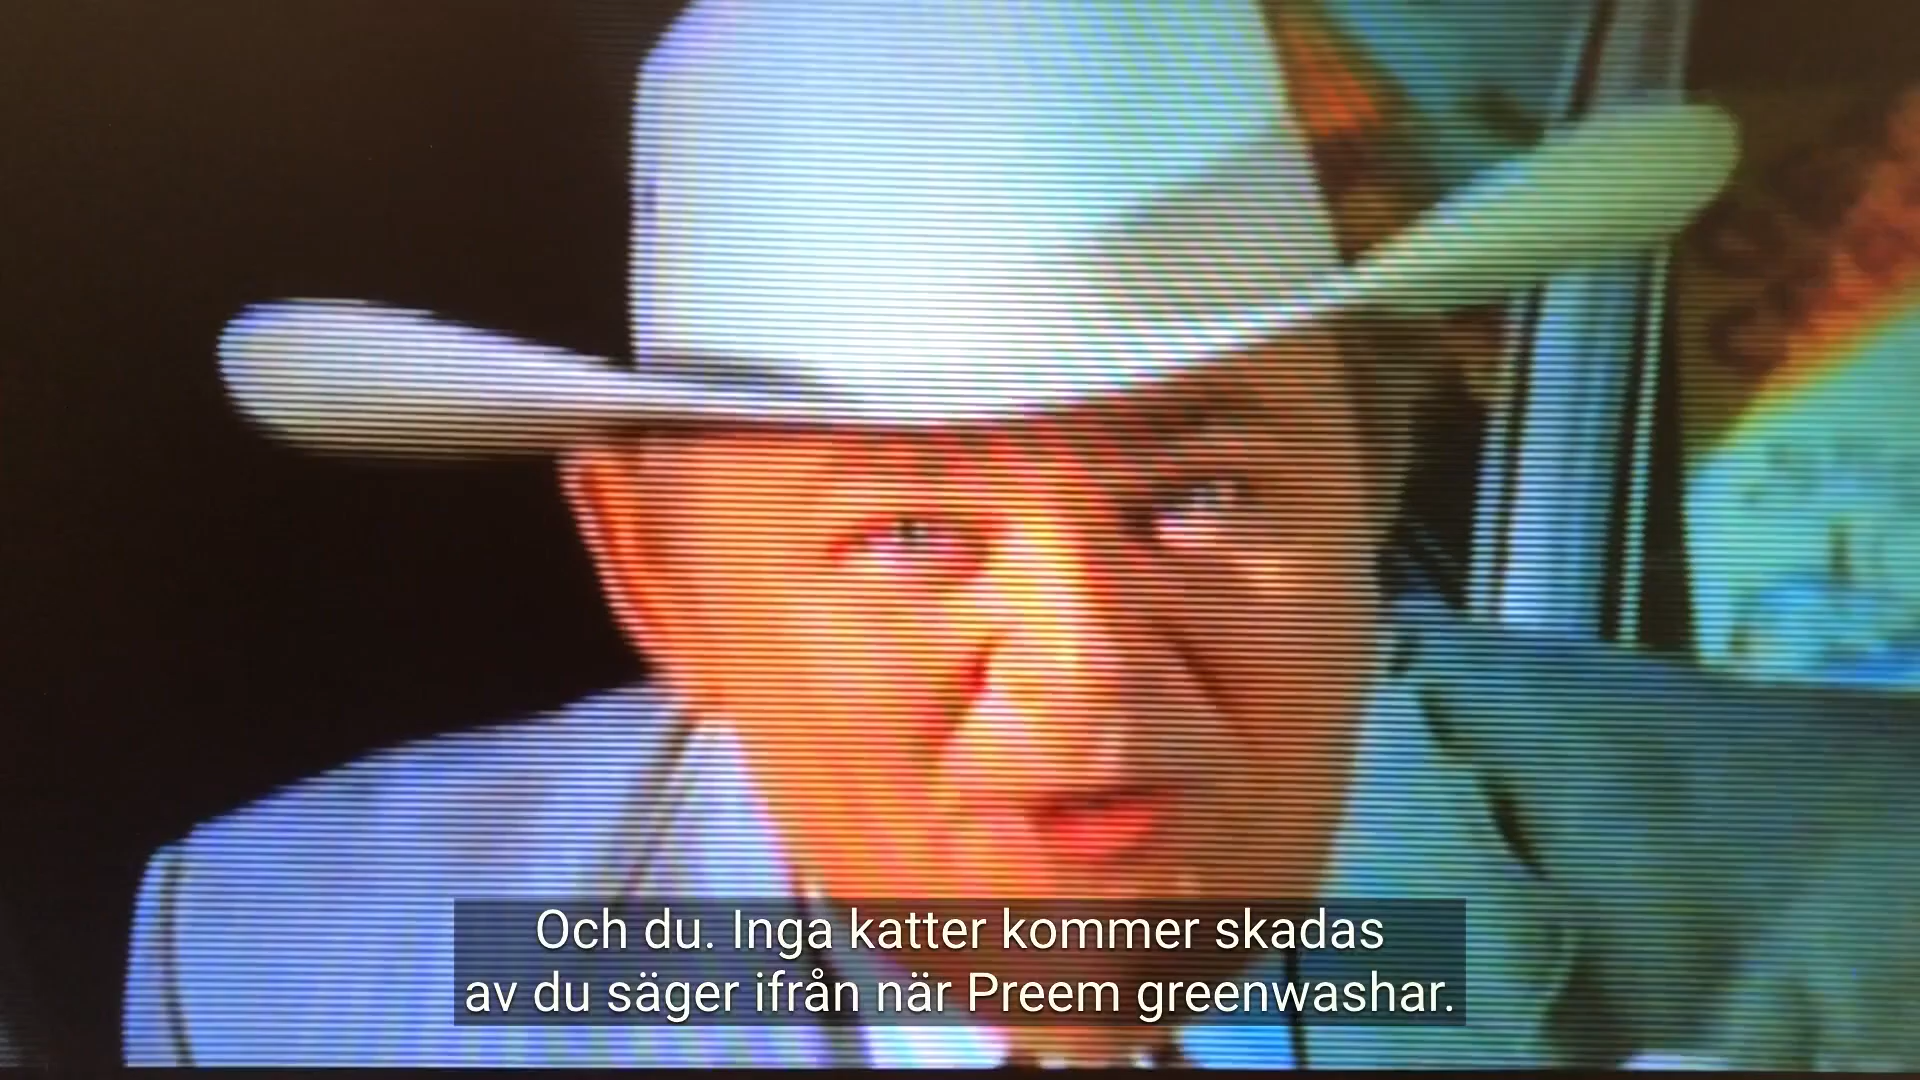 Och du. Inga katter kommer skadas
av du säger ifrån när Preem greenwashar.